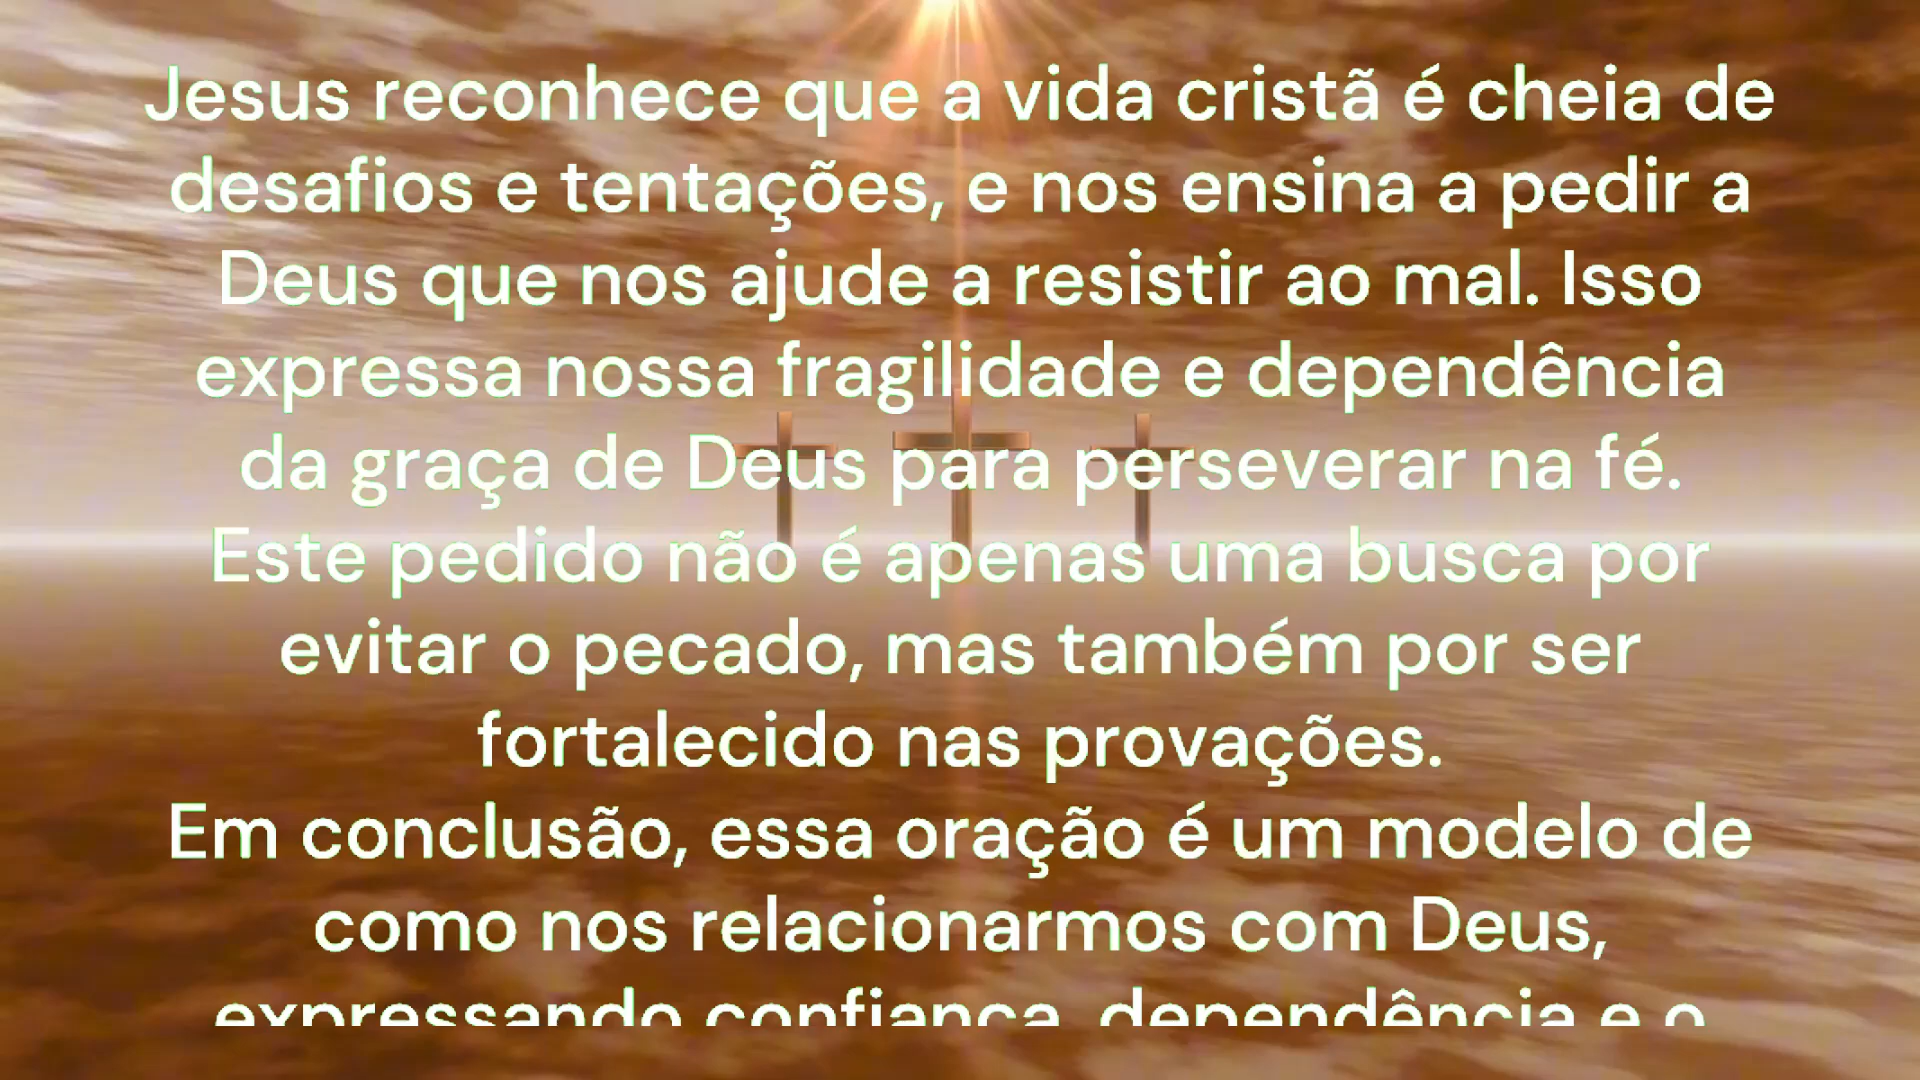 Jesus reconhece que a vida cristã é cheia de
desafios e tentações, e nos ensina a pedir a
Deus que nos ajude a resistir ao mal. Isso
expressa nossa fragilidade e dependência
da graça de Deus para perseverar na fé.
Este pedido não é apenas uma busca por
evitar o pecado, mas também por ser
fortalecido nas provações.
Em conclusão, essa oração é um modelo de
como nos relacionarmos com Deus,
expressando confiança, dependência e o